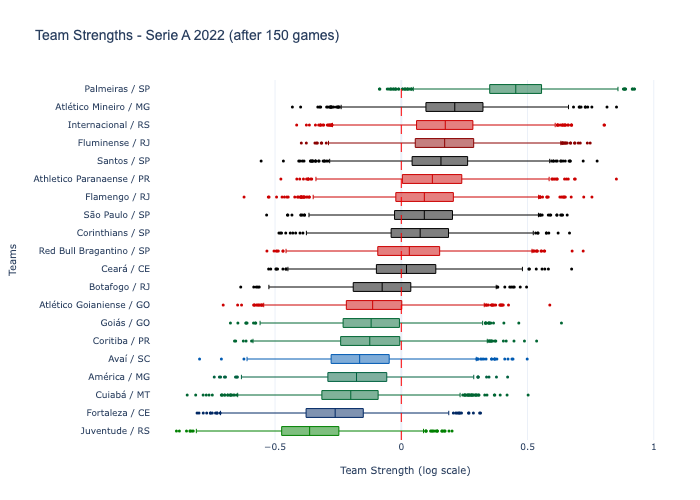 Team Strengths - Serie A 2022 (after 150 games)
Palmeiras / SP
Atlético Mineiro / MG
Internacional / RS
Fluminense / RJ
Santos / SP
Athletico Paranaense / PR
Flamengo / RJ
São Paulo / SP
Corinthians / SP
Red Bull Bragantino / SP
Ceará / CE
Botafogo / RJ
Atlético Goianiense / GO
Goiás / GO
Coritiba / PR
Avaí / SC
América / MG
Cuiabá / MT
Fortaleza / CE
Juventude / RS
Teams
−0.5
0
0.5
1
Team Strength (log scale)